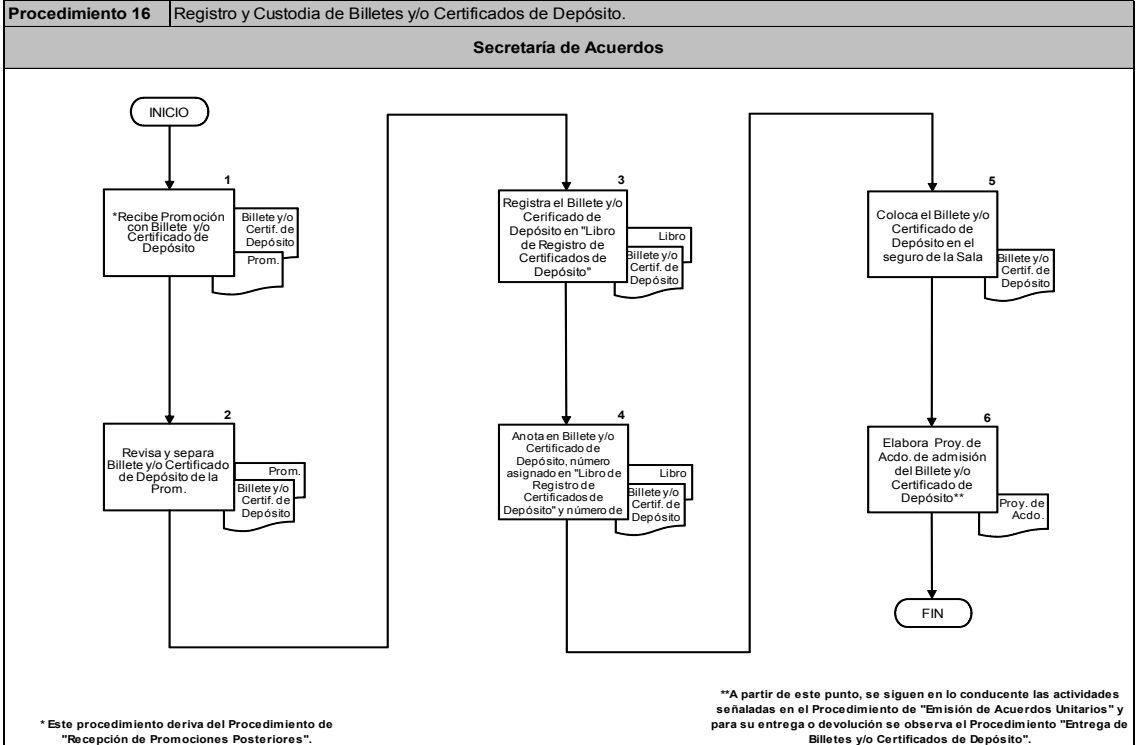 Procedimiento 16 Registro y Custodia de Billetes y/o Certificados de Depósito.
Secretaría de Acuerdos
INICIO
1
*Recibe Promoción
con Billete y/o
Certificado de
Depósito
Billete y/o
Certif. de
Depósito
Prom.
2
Revisa y separa
Billete y/o Certificado
de Depósito de la
Prom.
Prom.
Billete y/o
Certif. de
Depósito
3
Registra el Billete y/o
Cerificado de
Depósito en "Libro
de Registro de
Certificados de
Depósito"
Libro
Billete y/o
Certif. de
Depósito
4
Anota en Billete y/o
Certificado de
Depósito, número
asignado en "Libro de
Registro de
Certificados de
Depósito" y número de
Libro
Billete y/o
Certif. de
Depósito
5
Coloca el Billete y/o
Certificado de
Depósito en el
seguro de la Sala
Billete y/o
Certif. de
Depósito
6
Elabora Proy. de
Acdo. de admisión
del Billete y/o
Certificado de
Depósito**
Proy. de
Acdo.
FIN
* Este procedimiento deriva del Procedimiento de
"Recepción de Promociones Posteriores".
**A partir de este punto, se siguen en lo conducente las actividades
señaladas en el Procedimiento de "Emisión de Acuerdos Unitarios" y
para su entrega o devolución se observa el Procedimiento "Entrega de
Billetes y/o Certificados de Depósito".